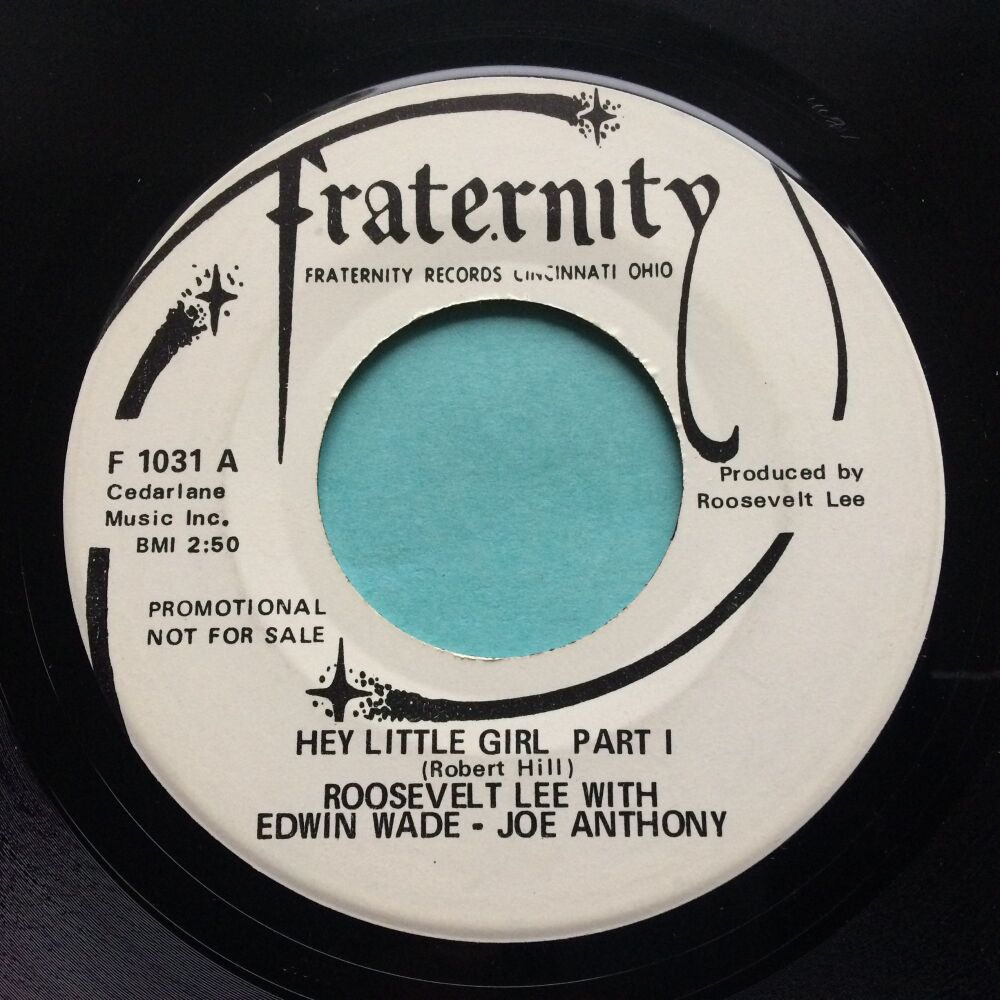 Fraternity
FRATERNITY RECORDS CINCINNATI OHIO
F 1031 A
Cedarlane
Music Inc.
BMI 2:50
Produced by
Roosevelt Lee
PROMOTIONAL
NOT FOR SALE
HEY LITTLE GIRL PART I
(Robert Hill)
ROOSEVELT LEE WITH
EDWIN WADE - JOE ANTHONY